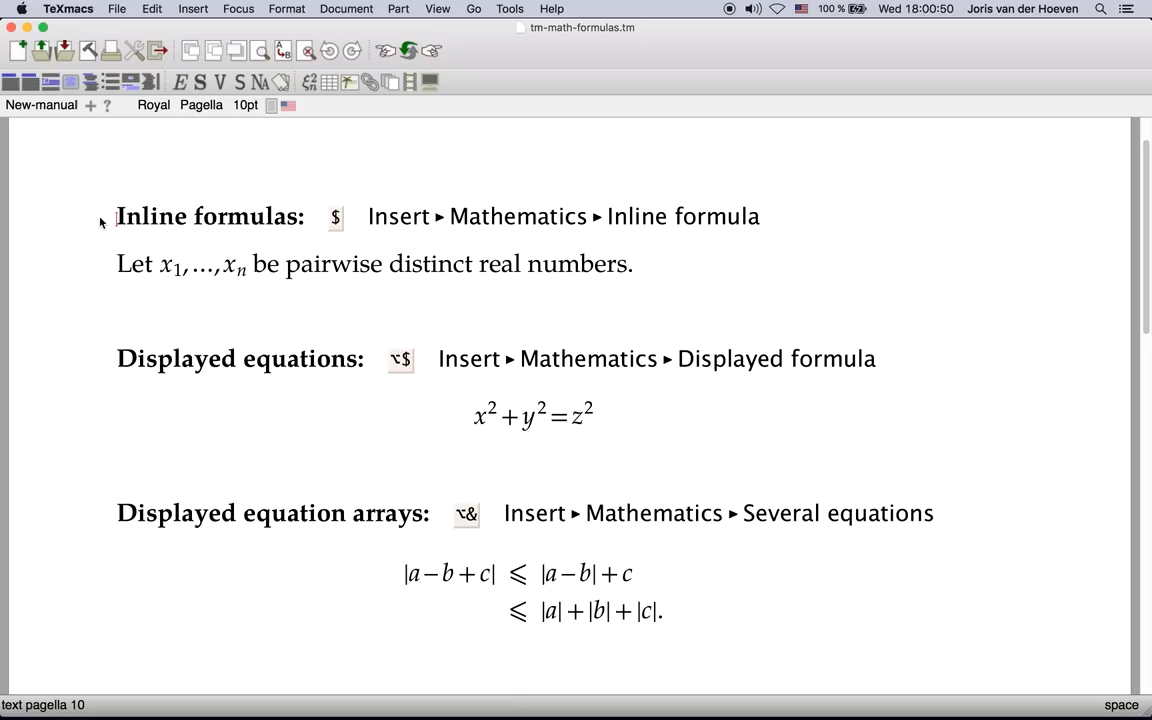 TeXmacs File Edit Insert Focus Format Document Part View Go Tools Help 100 % Wed 18:00:50 Joris van der Hoeven
tm-math-formulas.tm
E S V S NA
New-manual + ? Royal Pagella 10pt
Inline formulas: $ Insert ▸ Mathematics ▸ Inline formula
Let x₁,…,xₙ be pairwise distinct real numbers.
Displayed equations: ⌥$ Insert ▸ Mathematics ▸ Displayed formula
x² + y² = z²
Displayed equation arrays: ⌥& Insert ▸ Mathematics ▸ Several equations
|a − b + c| ⩽ |a − b| + c
⩽ |a| + |b| + |c|.
text pagella 10 space